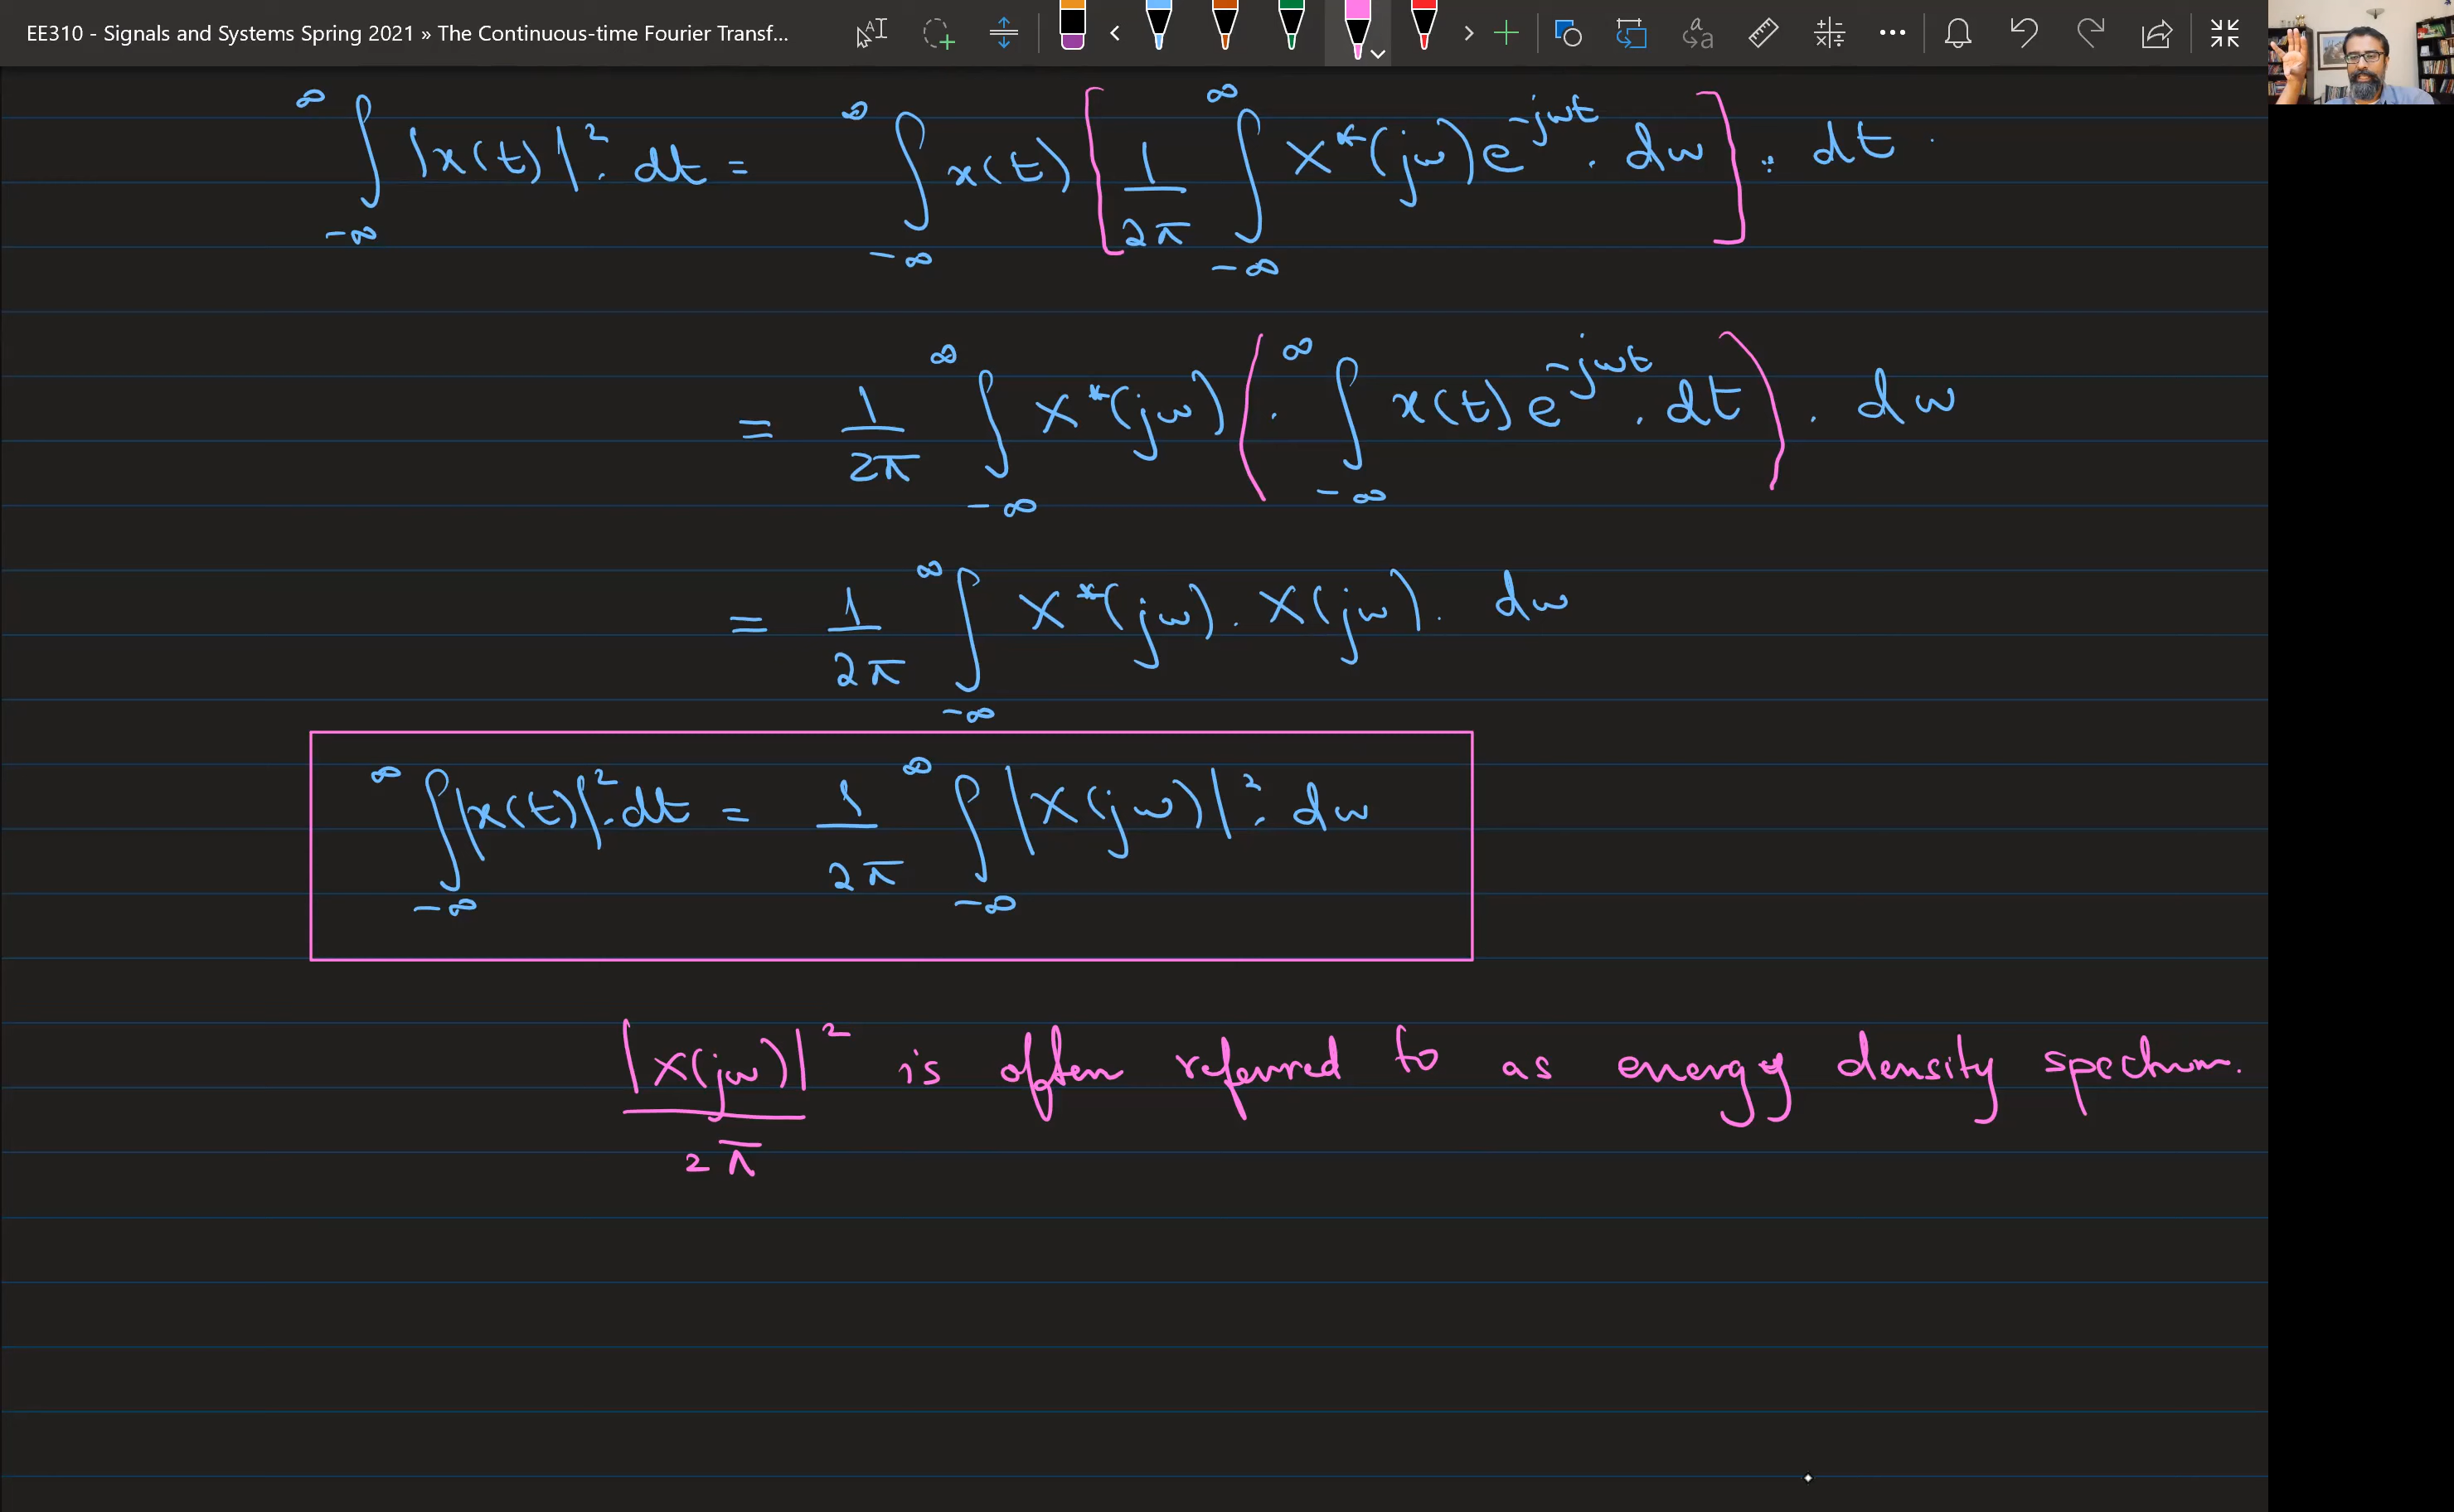 EE310 - Signals and Systems Spring 2021 » The Continuous-time Fourier Transf...
∫_{-∞}^{∞} |x(t)|². dt = ∫_{-∞}^{∞} x(t) [ 1/2π ∫_{-∞}^{∞} X*(jω) e^{-jωt} . dω ] . dt .
= 1/2π ∫_{-∞}^{∞} X*(jω) ( . ∫_{-∞}^{∞} x(t) e^{-jωt} . dt ) . dω
= 1/2π ∫_{-∞}^{∞} X*(jω) . X(jω) . dω
∫_{-∞}^{∞} |x(t)|². dt = 1/2π ∫_{-∞}^{∞} |X(jω)|². dω
|X(jω)|²/2π is often referred to as energy density spectrum.